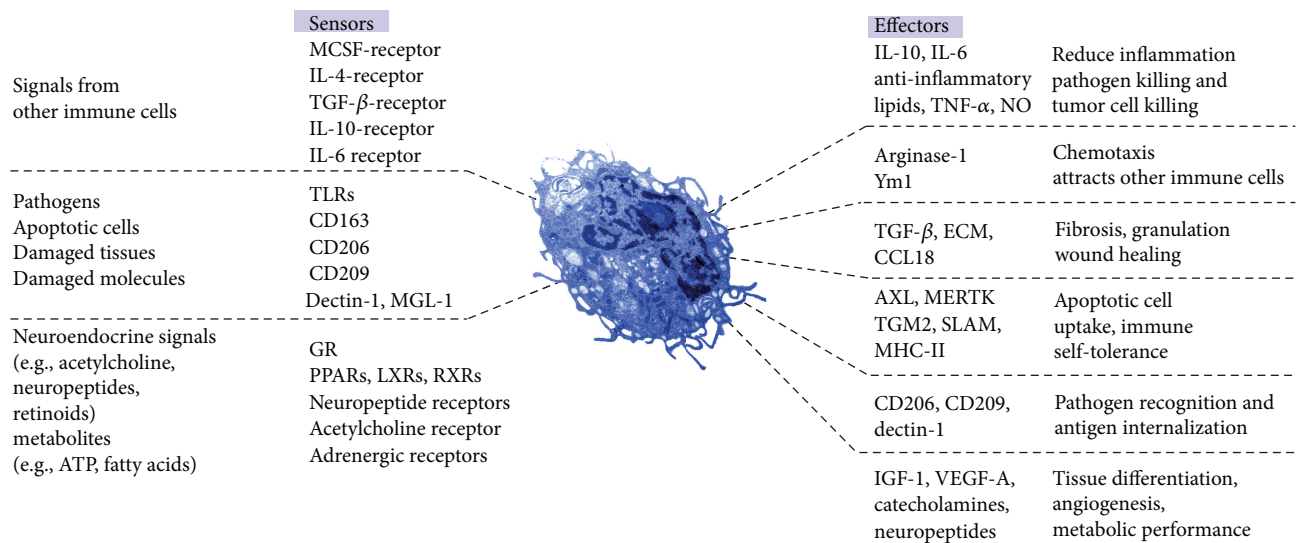 Sensors
Signals from
other immune cells
MCSF-receptor
IL-4-receptor
TGF-β-receptor
IL-10-receptor
IL-6 receptor
Pathogens
Apoptotic cells
Damaged tissues
Damaged molecules
TLRs
CD163
CD206
CD209
Dectin-1, MGL-1
Neuroendocrine signals
(e.g., acetylcholine,
neuropeptides,
retinoids)
metabolites
(e.g., ATP, fatty acids)
GR
PPARs, LXRs, RXRs
Neuropeptide receptors
Acetylcholine receptor
Adrenergic receptors
Effectors
IL-10, IL-6
anti-inflammatory
lipids, TNF-α, NO
Reduce inflammation
pathogen killing and
tumor cell killing
Arginase-1
Ym1
Chemotaxis
attracts other immune cells
TGF-β, ECM,
CCL18
Fibrosis, granulation
wound healing
AXL, MERTK
TGM2, SLAM,
MHC-II
Apoptotic cell
uptake, immune
self-tolerance
CD206, CD209,
dectin-1
Pathogen recognition and
antigen internalization
IGF-1, VEGF-A,
catecholamines,
neuropeptides
Tissue differentiation,
angiogenesis,
metabolic performance